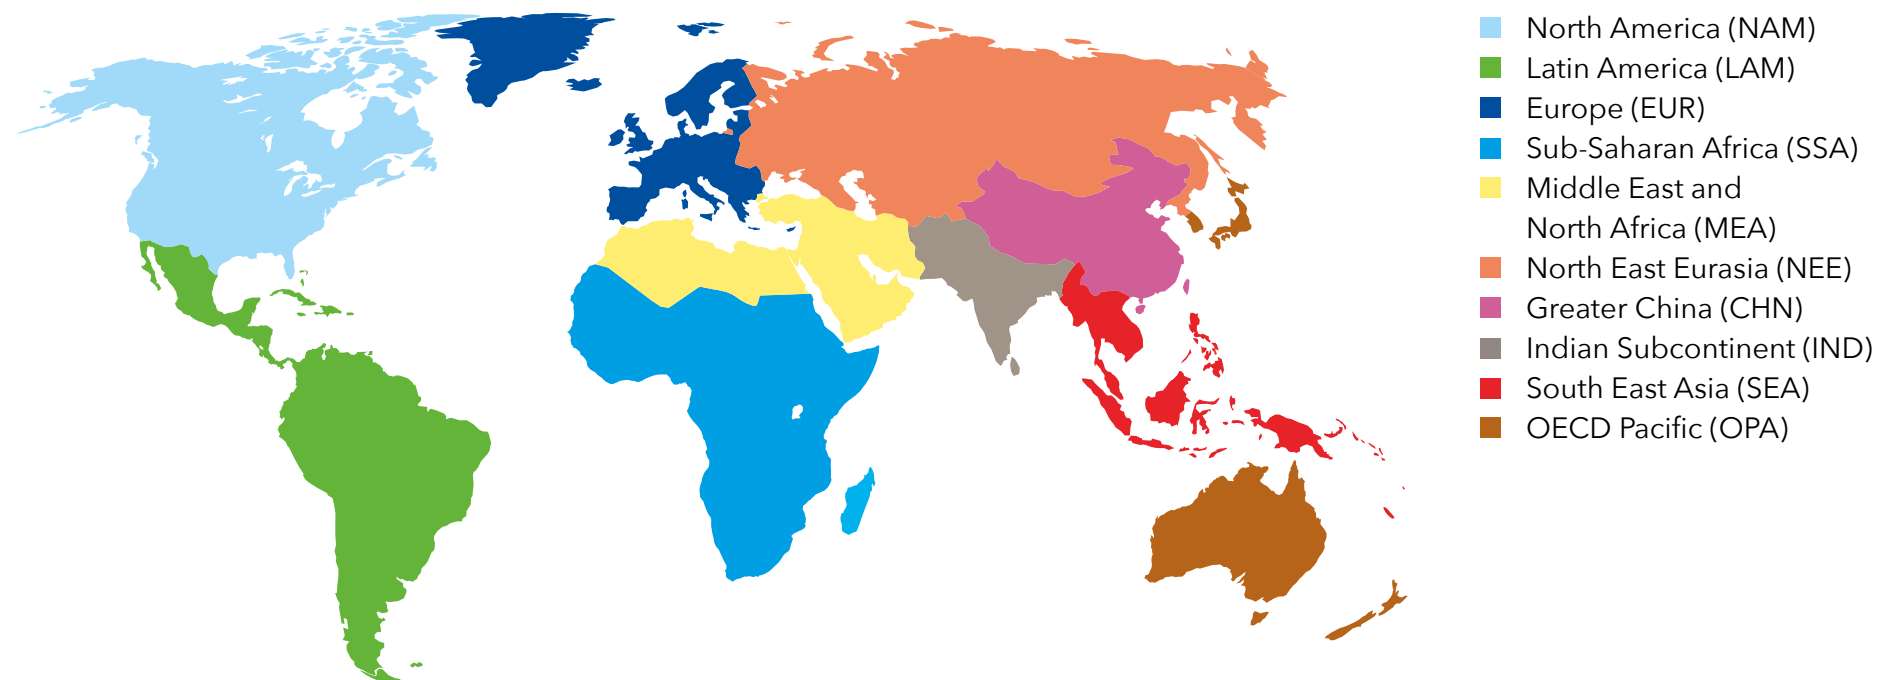 North America (NAM)
Latin America (LAM)
Europe (EUR)
Sub-Saharan Africa (SSA)
Middle East and
North Africa (MEA)
North East Eurasia (NEE)
Greater China (CHN)
Indian Subcontinent (IND)
South East Asia (SEA)
OECD Pacific (OPA)